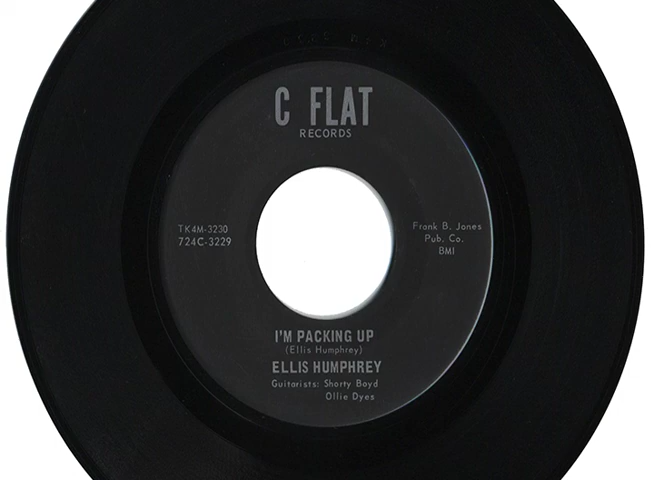 C FLAT
RECORDS
TK4M-3230
724C-3229
Frank B. Jones
Pub. Co.
BMI
I'M PACKING UP
(Ellis Humphrey)
ELLIS HUMPHREY
Guitarists: Shorty Boyd
Ollie Dyes